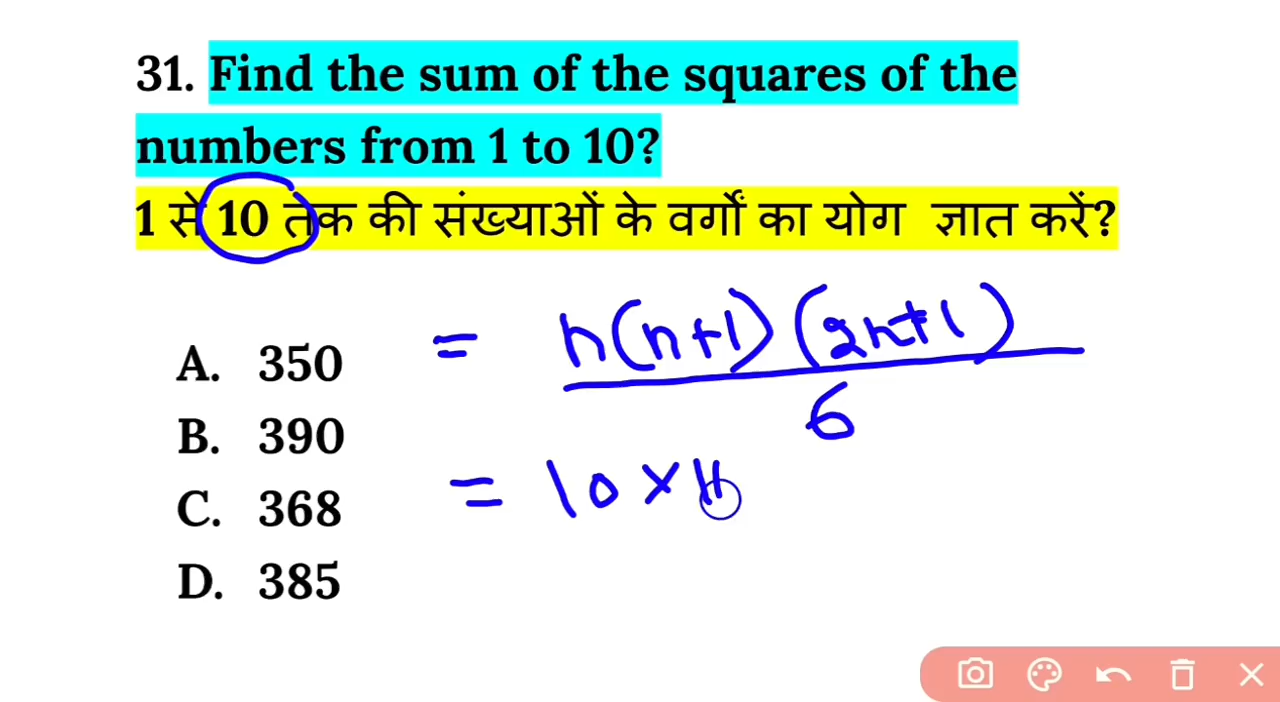 31. Find the sum of the squares of the
numbers from 1 to 10?
1 से 10 तक की संख्याओं के वर्गों का योग ज्ञात करें?
A. 350
B. 390
C. 368
D. 385
= n(n+1)(2n+1)
6
= 10 × 11